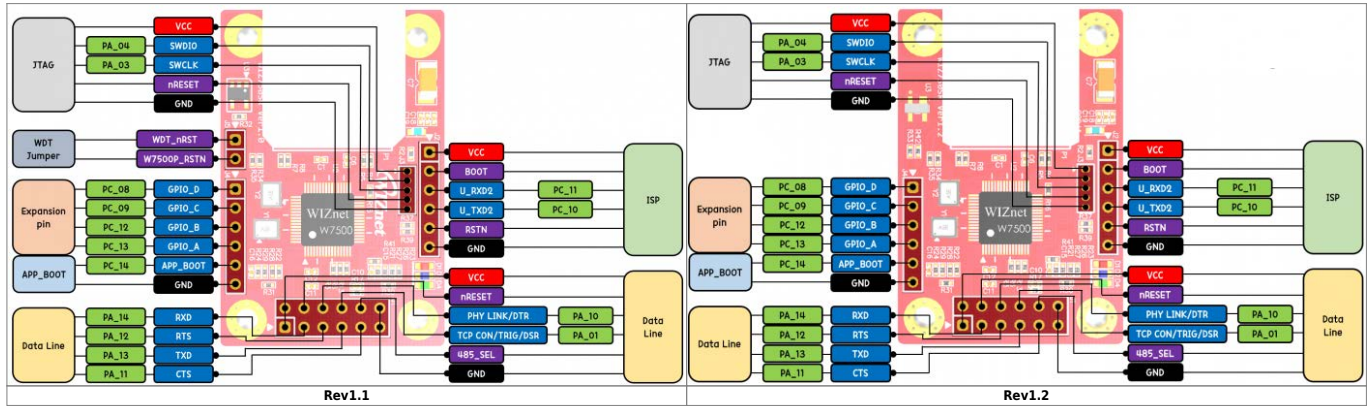 VCC
JTAG
PA_04 SWDIO
PA_03 SWCLK
nRESET
GND
WDT Jumper
WDT_nRST
W7500P_RSTN
Expansion pin
PC_08 GPIO_D
PC_09 GPIO_C
PC_12 GPIO_B
PC_13 GPIO_A
APP_BOOT
PC_14 APP_BOOT
GND
Data Line
PA_14 RXD
PA_12 RTS
PA_13 TXD
PA_11 CTS
WIZnet
W7500
WIZnet
VCC
BOOT
U_RXD2 PC_11
U_TXD2 PC_10
RSTN
GND
ISP
VCC
nRESET
PHY LINK/DTR PA_10
TCP CON/TRIG/DSR PA_01
485_SEL
GND
Data Line
Rev1.1
VCC
JTAG
PA_04 SWDIO
PA_03 SWCLK
nRESET
GND
Expansion pin
PC_08 GPIO_D
PC_09 GPIO_C
PC_12 GPIO_B
PC_13 GPIO_A
APP_BOOT
PC_14 APP_BOOT
GND
Data Line
PA_14 RXD
PA_12 RTS
PA_13 TXD
PA_11 CTS
WIZnet
W7500
VCC
BOOT
U_RXD2 PC_11
U_TXD2 PC_10
RSTN
GND
ISP
VCC
nRESET
PHY LINK/DTR PA_10
TCP CON/TRIG/DSR PA_01
485_SEL
GND
Data Line
Rev1.2